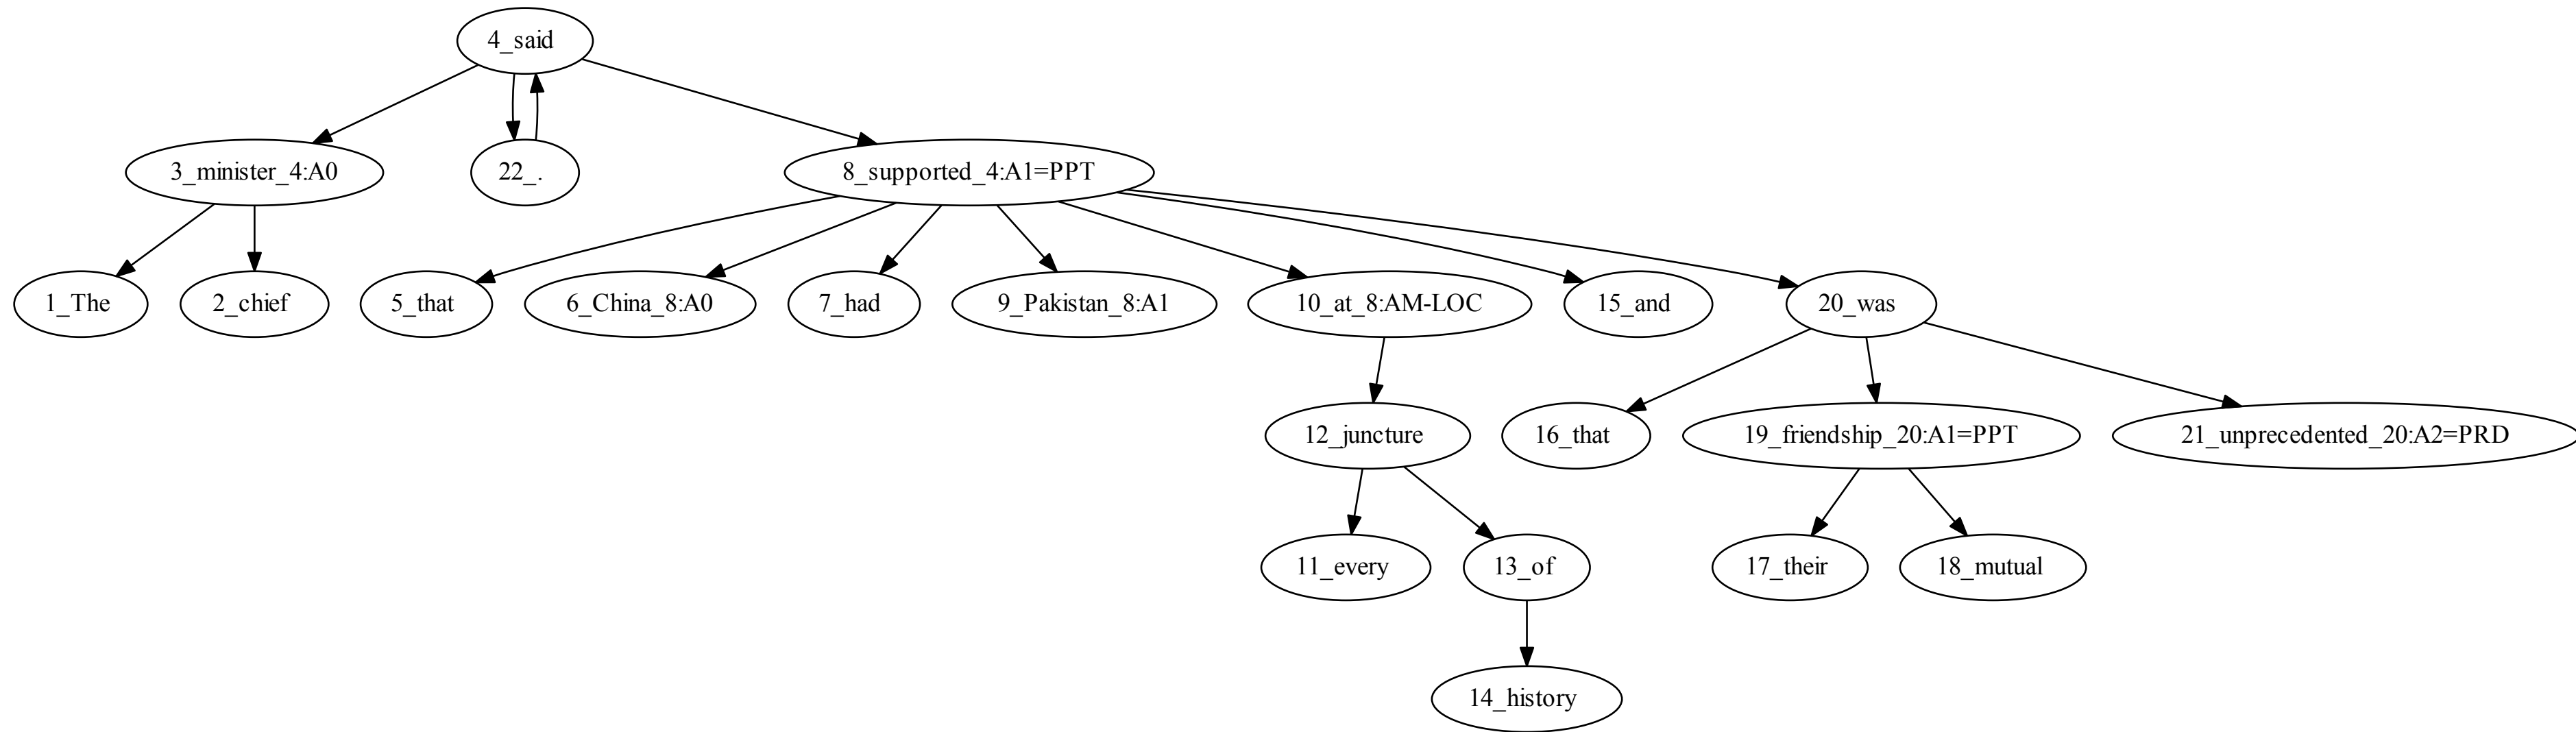 4_said
3_minister_4:A0
22_.
8_supported_4:A1=PPT
1_The
2_chief
5_that
6_China_8:A0
7_had
9_Pakistan_8:A1
10_at_8:AM-LOC
15_and
20_was
12_juncture
16_that
19_friendship_20:A1=PPT
21_unprecedented_20:A2=PRD
11_every
13_of
17_their
18_mutual
14_history